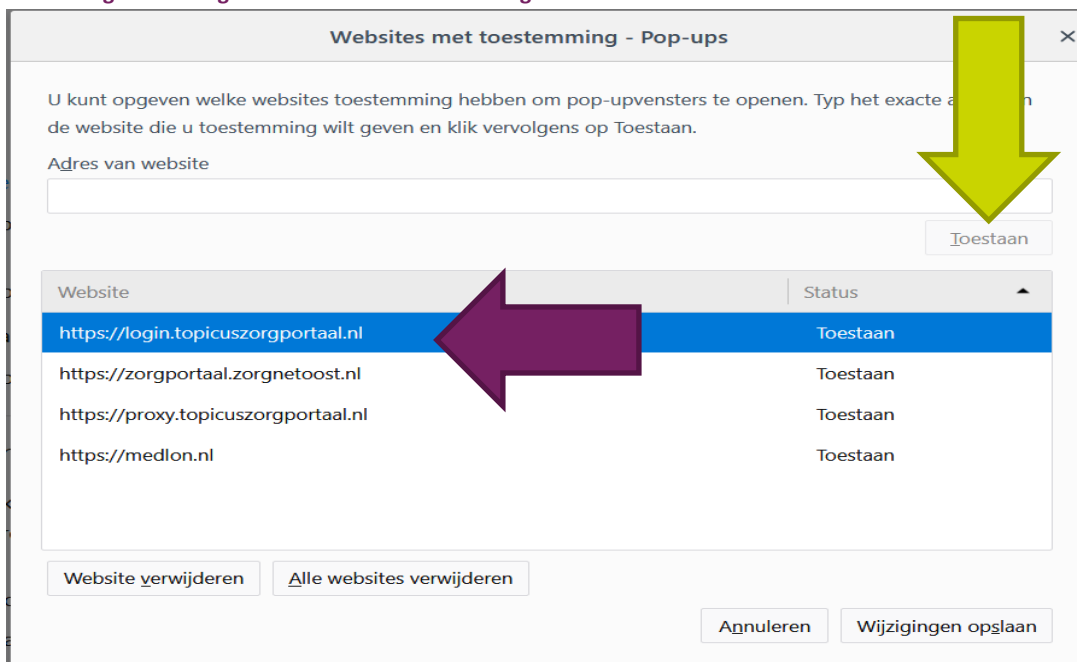 Websites met toestemming - Pop-ups
U kunt opgeven welke websites toestemming hebben om pop-upvensters te openen. Typ het exacte
de website die u toestemming wilt geven en klik vervolgens op Toestaan.
Adres van website
Toestaan
Website Status
https://login.topicuszorgportaal.nl Toestaan
https://zorgportaal.zorgnetoost.nl Toestaan
https://proxy.topicuszorgportaal.nl Toestaan
https://medlon.nl Toestaan
Website verwijderen Alle websites verwijderen
Annuleren Wijzigingen opslaan